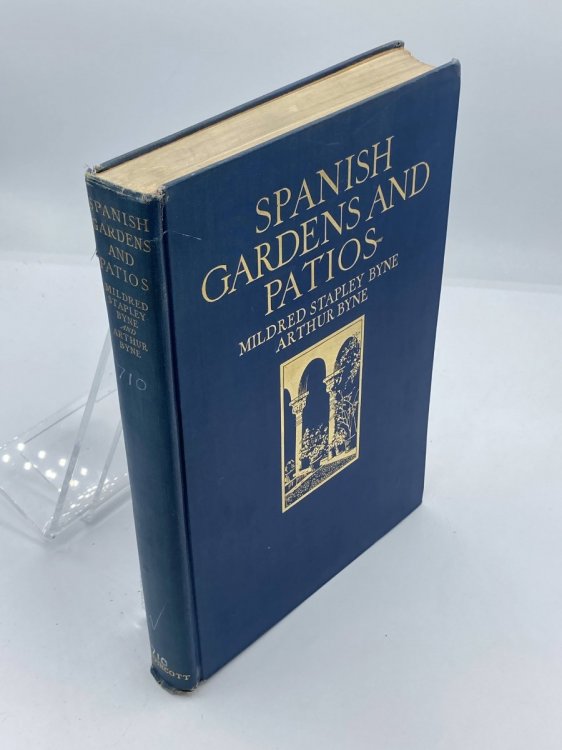 SPANISH
GARDENS
AND
PATIOS
MILDRED
STAPLEY
BYNE
AND
ARTHUR
BYNE
710
710
SPANISH
GARDENS AND
PATIOS
MILDRED STAPLEY BYNE
ARTHUR BYNE